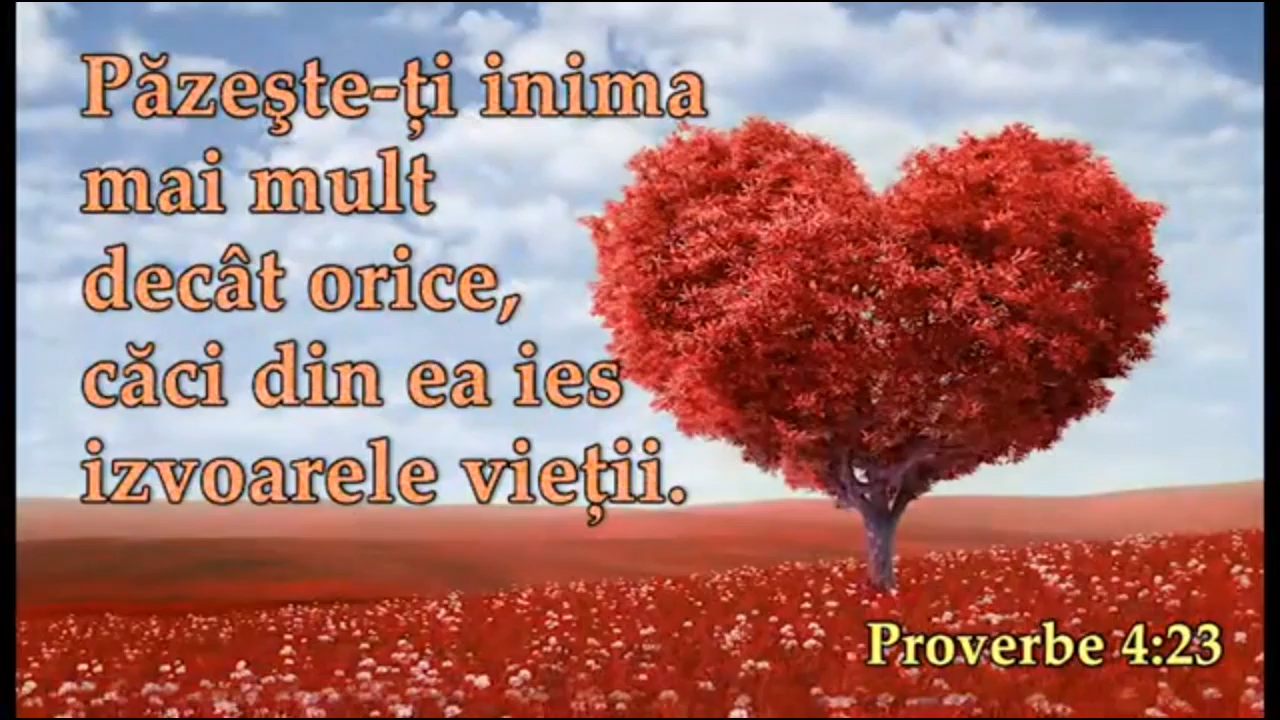 Păzeşte-ți inima
mai mult
decât orice,
căci din ea ies
izvoarele vieții.
Proverbe 4:23